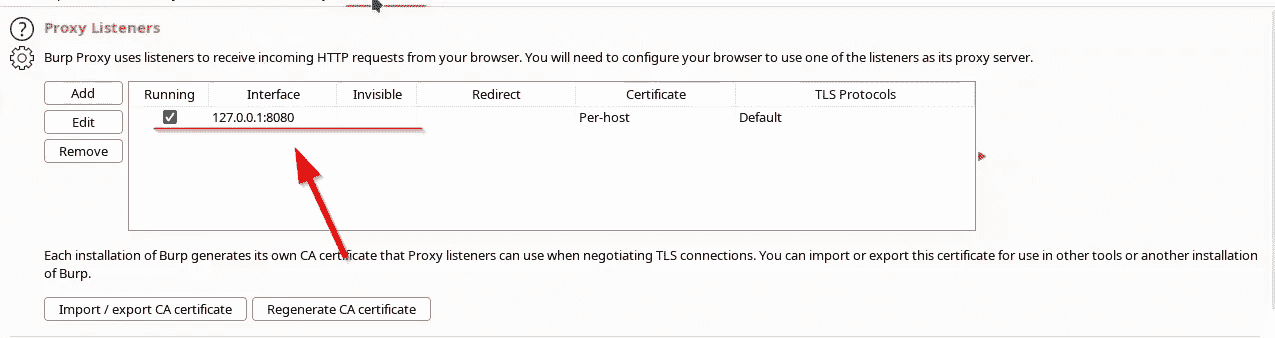 Proxy Listeners
Burp Proxy uses listeners to receive incoming HTTP requests from your browser. You will need to configure your browser to use one of the listeners as its proxy server.
Add
Running Interface Invisible Redirect Certificate TLS Protocols
Edit
127.0.0.1:8080 Per-host Default
Remove
Each installation of Burp generates its own CA certificate that Proxy listeners can use when negotiating TLS connections. You can import or export this certificate for use in other tools or another installation
of Burp.
Import / export CA certificate Regenerate CA certificate